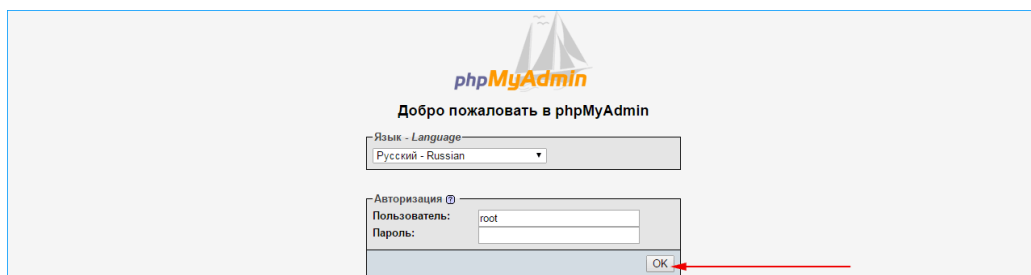 phpMyAdmin
Добро пожаловать в phpMyAdmin
Язык - Language
Русский - Russian
Авторизация
Пользователь: root
Пароль:
OK